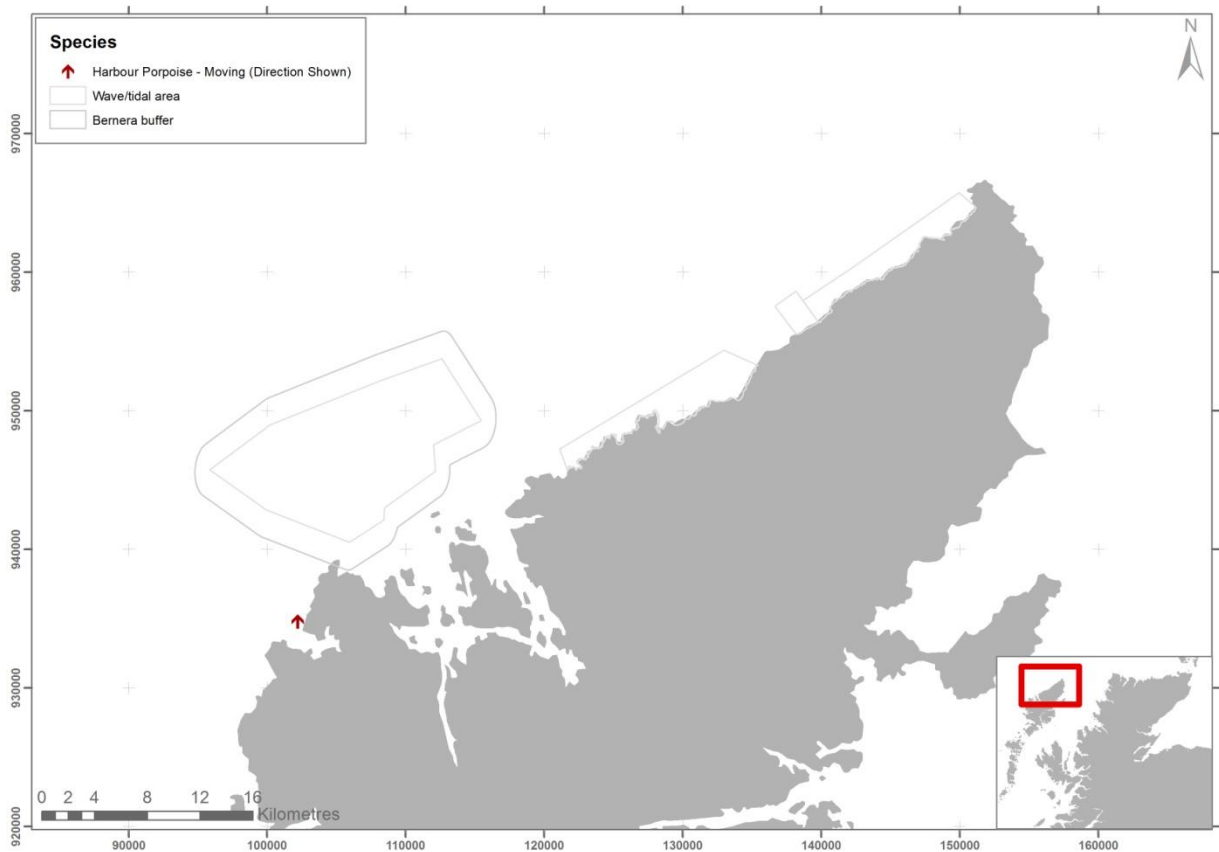 Species
Harbour Porpoise - Moving (Direction Shown)
Wave/tidal area
Bernera buffer
N
970000
960000
950000
940000
930000
920000
0 2 4 8 12 16
Kilometres
90000 100000 110000 120000 130000 140000 150000 160000